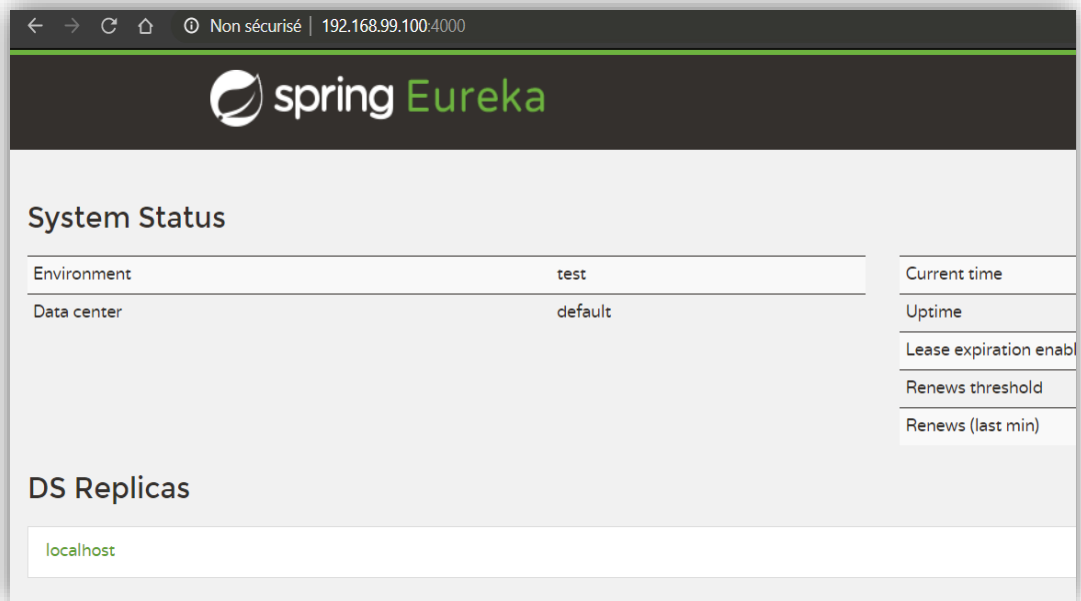 Non sécurisé | 192.168.99.100:4000
spring Eureka
System Status
Environment test
Data center default
Current time
Uptime
Lease expiration enabl
Renews threshold
Renews (last min)
DS Replicas
localhost